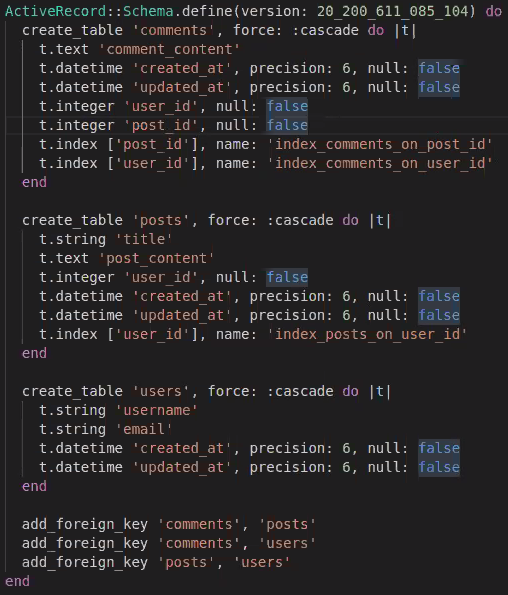 ActiveRecord::Schema.define(version: 20_200_611_085_104) do
  create_table 'comments', force: :cascade do |t|
    t.text 'comment_content'
    t.datetime 'created_at', precision: 6, null: false
    t.datetime 'updated_at', precision: 6, null: false
    t.integer 'user_id', null: false
    t.integer 'post_id', null: false
    t.index ['post_id'], name: 'index_comments_on_post_id'
    t.index ['user_id'], name: 'index_comments_on_user_id'
  end

  create_table 'posts', force: :cascade do |t|
    t.string 'title'
    t.text 'post_content'
    t.integer 'user_id', null: false
    t.datetime 'created_at', precision: 6, null: false
    t.datetime 'updated_at', precision: 6, null: false
    t.index ['user_id'], name: 'index_posts_on_user_id'
  end

  create_table 'users', force: :cascade do |t|
    t.string 'username'
    t.string 'email'
    t.datetime 'created_at', precision: 6, null: false
    t.datetime 'updated_at', precision: 6, null: false
  end

  add_foreign_key 'comments', 'posts'
  add_foreign_key 'comments', 'users'
  add_foreign_key 'posts', 'users'
end